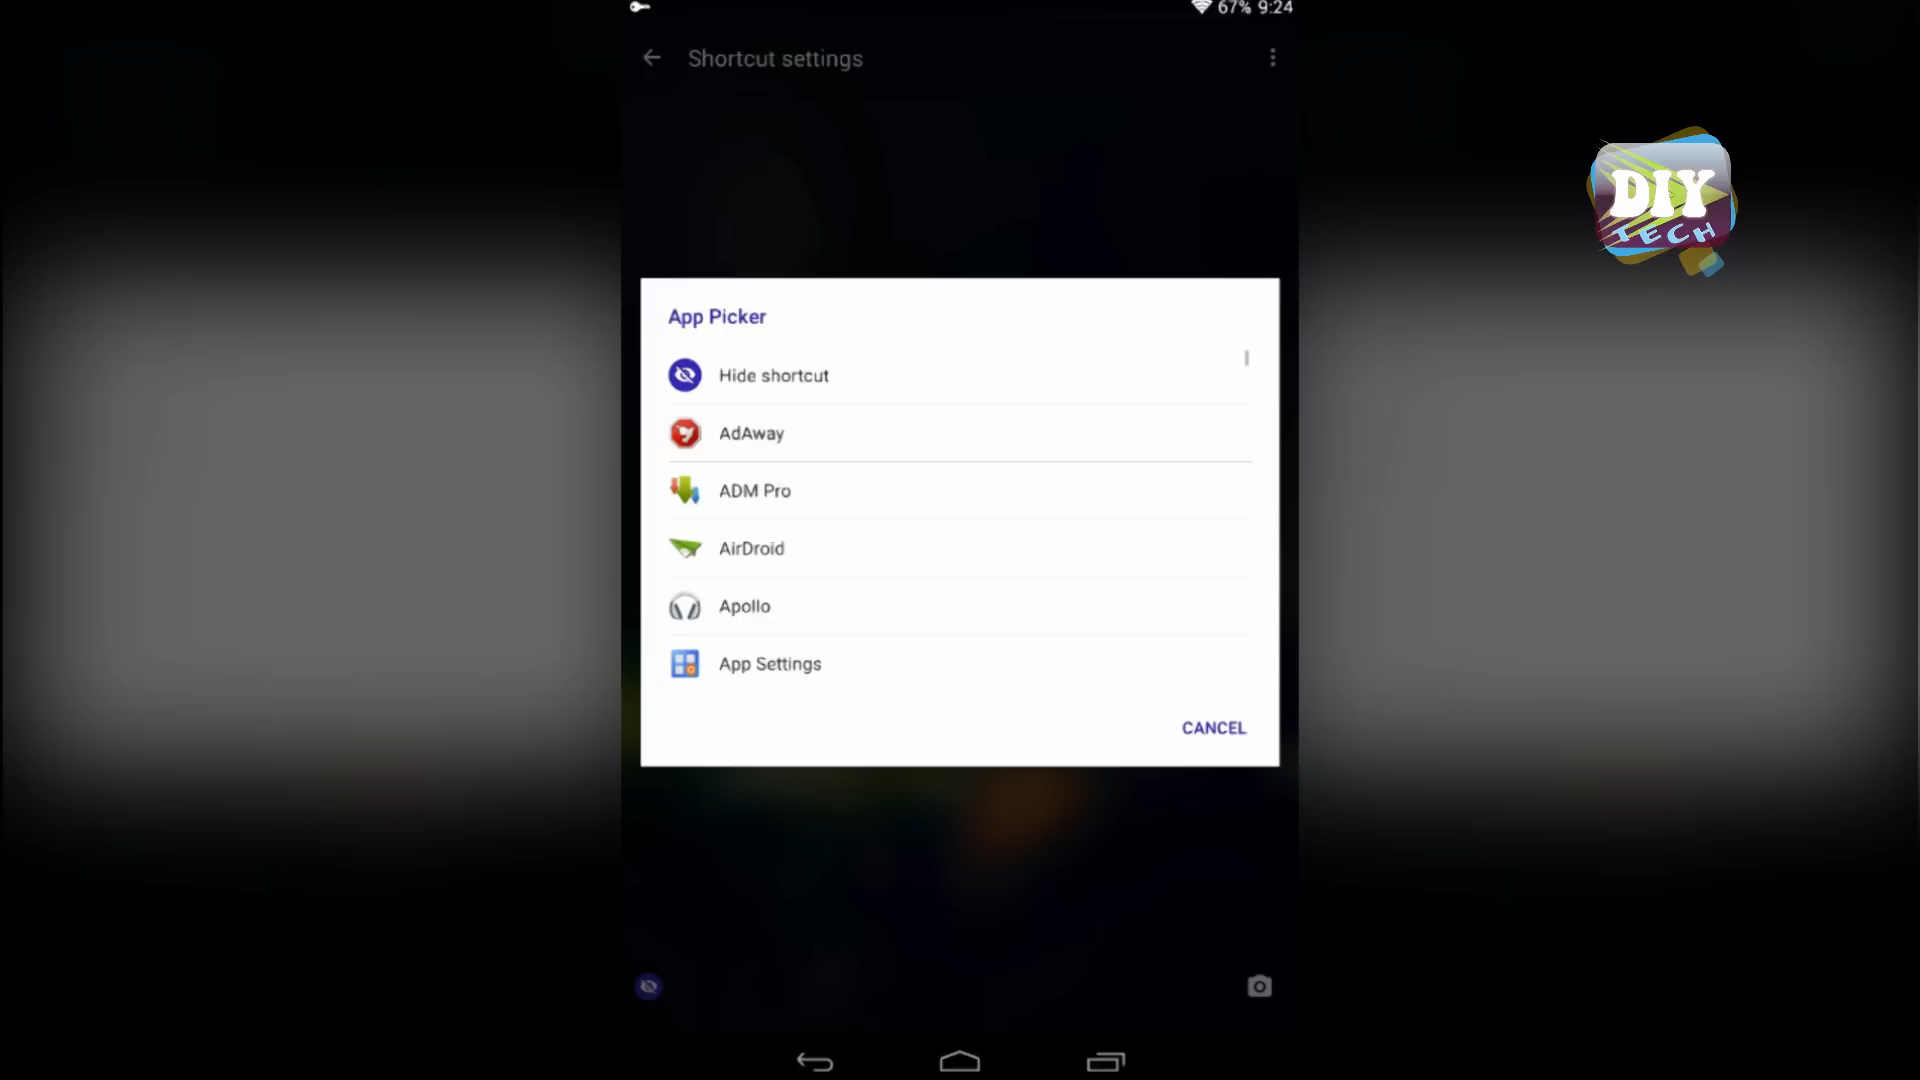 67% 9:24
Shortcut settings
DIY
TECH
App Picker
Hide shortcut
AdAway
ADM Pro
AirDroid
Apollo
App Settings
CANCEL